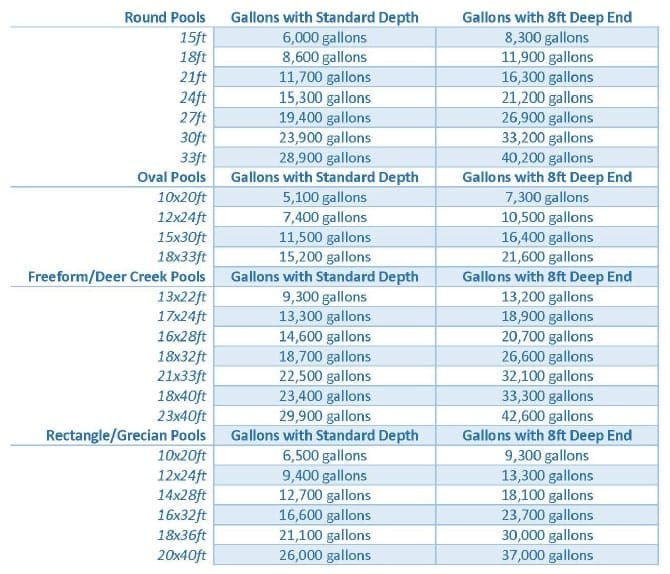 Round Pools Gallons with Standard Depth Gallons with 8ft Deep End
15ft 6,000 gallons 8,300 gallons
18ft 8,600 gallons 11,900 gallons
21ft 11,700 gallons 16,300 gallons
24ft 15,300 gallons 21,200 gallons
27ft 19,400 gallons 26,900 gallons
30ft 23,900 gallons 33,200 gallons
33ft 28,900 gallons 40,200 gallons
Oval Pools Gallons with Standard Depth Gallons with 8ft Deep End
10x20ft 5,100 gallons 7,300 gallons
12x24ft 7,400 gallons 10,500 gallons
15x30ft 11,500 gallons 16,400 gallons
18x33ft 15,200 gallons 21,600 gallons
Freeform/Deer Creek Pools Gallons with Standard Depth Gallons with 8ft Deep End
13x22ft 9,300 gallons 13,200 gallons
17x24ft 13,300 gallons 18,900 gallons
16x28ft 14,600 gallons 20,700 gallons
18x32ft 18,700 gallons 26,600 gallons
21x33ft 22,500 gallons 32,100 gallons
18x40ft 23,400 gallons 33,300 gallons
23x40ft 29,900 gallons 42,600 gallons
Rectangle/Grecian Pools Gallons with Standard Depth Gallons with 8ft Deep End
10x20ft 6,500 gallons 9,300 gallons
12x24ft 9,400 gallons 13,300 gallons
14x28ft 12,700 gallons 18,100 gallons
16x32ft 16,600 gallons 23,700 gallons
18x36ft 21,100 gallons 30,000 gallons
20x40ft 26,000 gallons 37,000 gallons